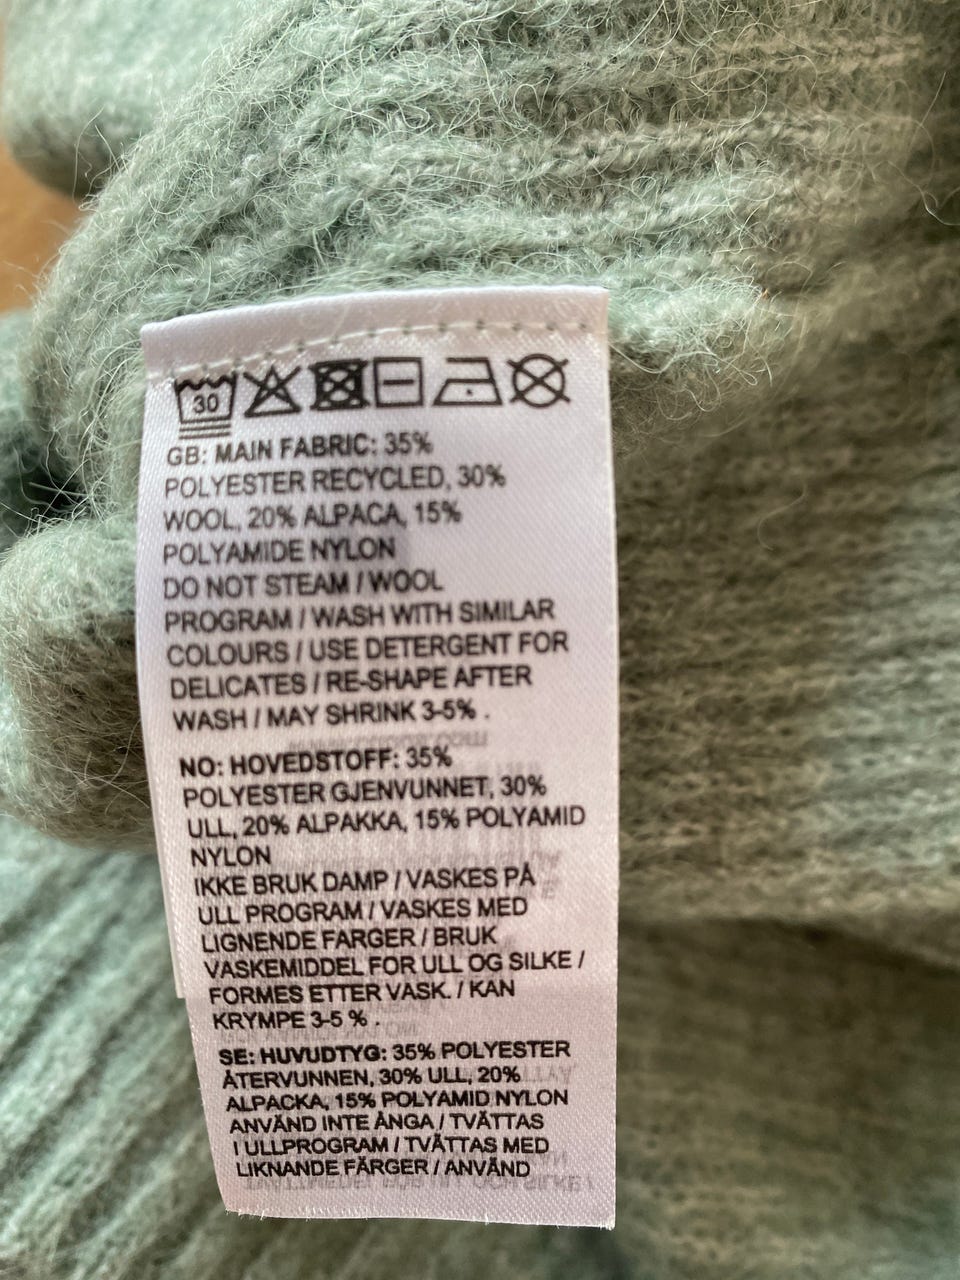 30
GB: MAIN FABRIC: 35%
POLYESTER RECYCLED, 30%
WOOL, 20% ALPACA, 15%
POLYAMIDE NYLON
DO NOT STEAM / WOOL
PROGRAM / WASH WITH SIMILAR
COLOURS / USE DETERGENT FOR
DELICATES / RE-SHAPE AFTER
WASH / MAY SHRINK 3-5% .
NO: HOVEDSTOFF: 35%
POLYESTER GJENVUNNET, 30%
ULL, 20% ALPAKKA, 15% POLYAMID
NYLON
IKKE BRUK DAMP / VASKES PÅ
ULL PROGRAM / VASKES MED
LIGNENDE FARGER / BRUK
VASKEMIDDEL FOR ULL OG SILKE /
FORMES ETTER VASK. / KAN
KRYMPE 3-5 % .
SE: HUVUDTYG: 35% POLYESTER
ÅTERVUNNEN, 30% ULL, 20%
ALPACKA, 15% POLYAMID NYLON
ANVÄND INTE ÅNGA / TVÄTTAS
I ULLPROGRAM / TVÄTTAS MED
LIKNANDE FÄRGER / ANVÄND